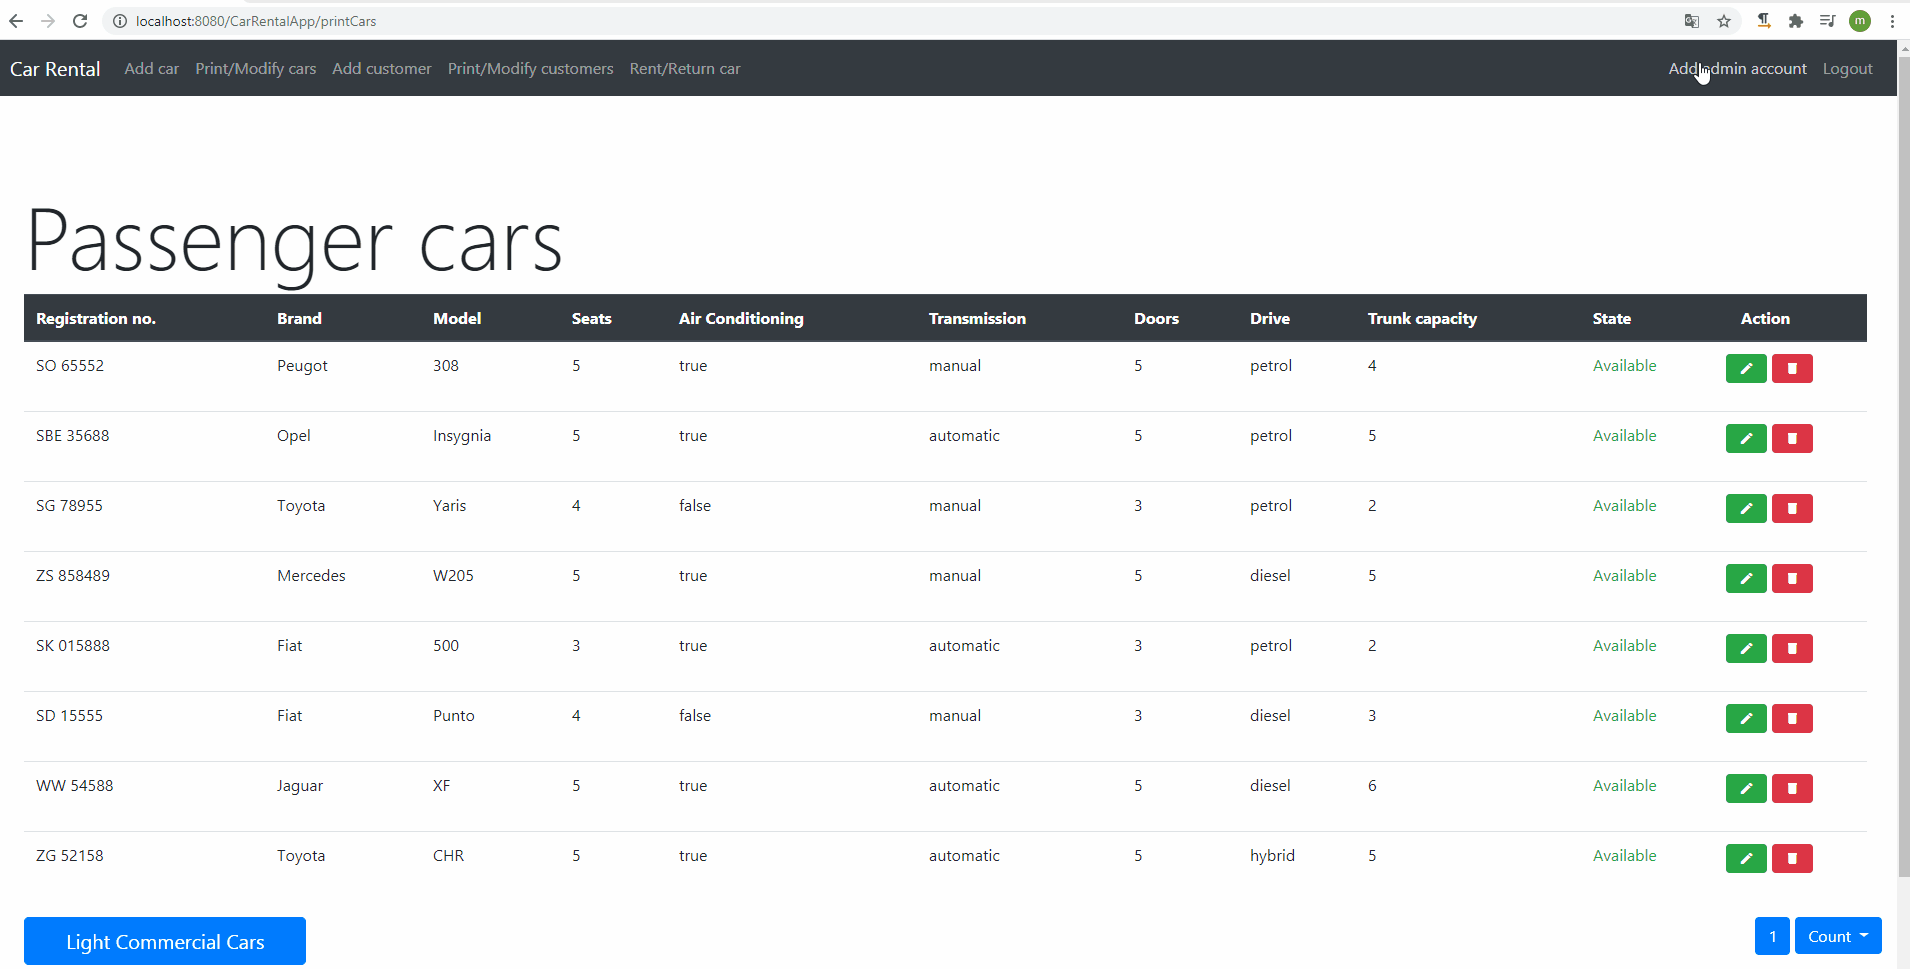 localhost:8080/CarRentalApp/printCars
m
Car Rental Add car Print/Modify cars Add customer Print/Modify customers Rent/Return car Add admin account Logout
Passenger cars
Registration no. Brand Model Seats Air Conditioning Transmission Doors Drive Trunk capacity State Action
SO 65552 Peugot 308 5 true manual 5 petrol 4 Available
SBE 35688 Opel Insygnia 5 true automatic 5 petrol 5 Available
SG 78955 Toyota Yaris 4 false manual 3 petrol 2 Available
ZS 858489 Mercedes W205 5 true manual 5 diesel 5 Available
SK 015888 Fiat 500 3 true automatic 3 petrol 2 Available
SD 15555 Fiat Punto 4 false manual 3 diesel 3 Available
WW 54588 Jaguar XF 5 true automatic 5 diesel 6 Available
ZG 52158 Toyota CHR 5 true automatic 5 hybrid 5 Available
Light Commercial Cars 1 Count